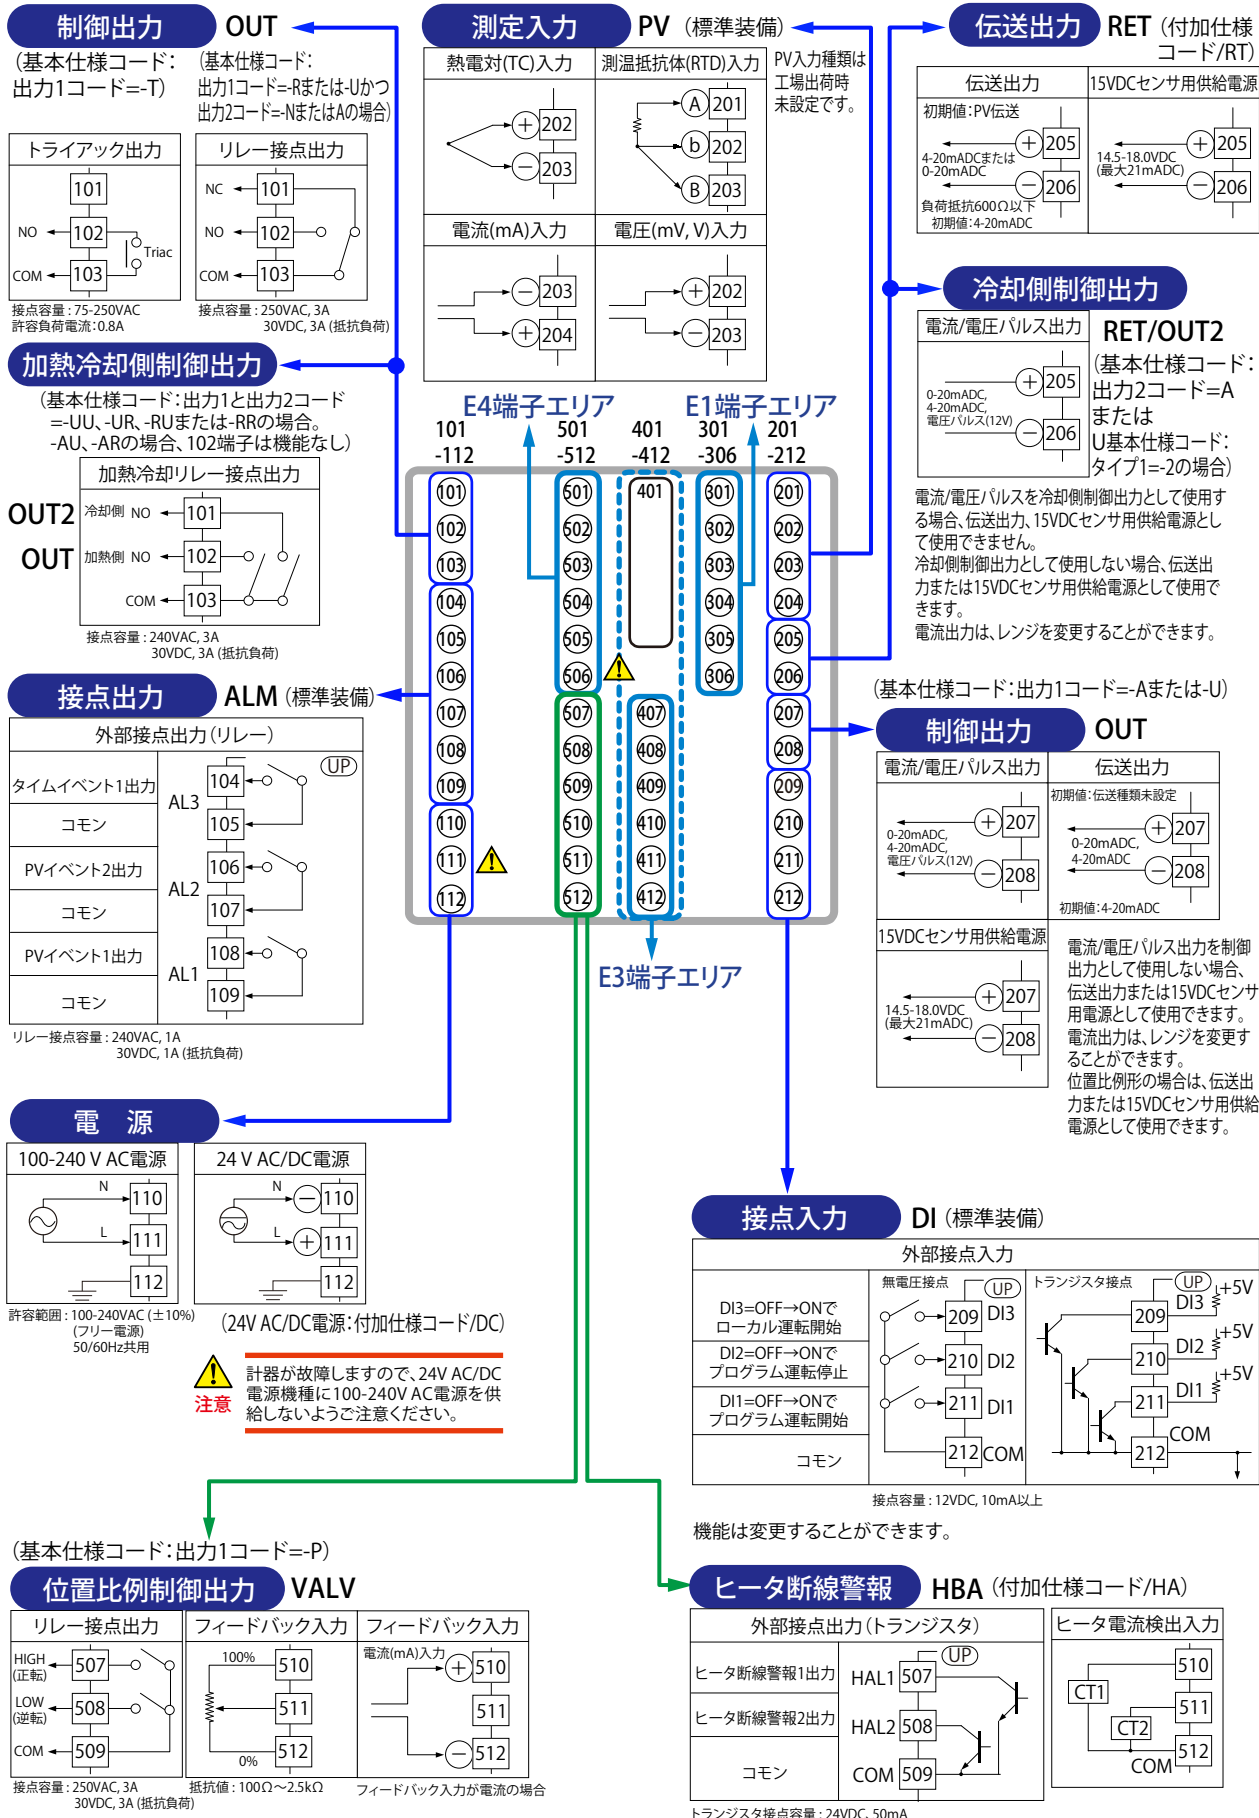 制御出力 OUT
(基本仕様コード:
出力1コード=-T)
(基本仕様コード:
出力1コード=-Rまたは-Uかつ
出力2コード=-NまたはAの場合)
トライアック出力
101
NO 102
COM 103
Triac
接点容量 : 75-250VAC
許容負荷電流:0.8A
リレー接点出力
NC 101
NO 102
COM 103
接点容量 : 250VAC, 3A
30VDC, 3A (抵抗負荷)
測定入力 PV (標準装備)
PV入力種類は
工場出荷時
未設定です。
熱電対(TC)入力
+ 202
− 203
測温抵抗体(RTD)入力
A 201
b 202
B 203
電流(mA)入力
− 203
+ 204
電圧(mV, V)入力
+ 202
− 203
伝送出力 RET (付加仕様
コード/RT)
伝送出力
初期値:PV伝送
+ 205
4-20mADCまたは
0-20mADC
− 206
負荷抵抗600Ω以下
初期値:4-20mADC
15VDCセンサ用供給電源
+ 205
14.5-18.0VDC
(最大21mADC)
− 206
冷却側制御出力
RET/OUT2
(基本仕様コード:
出力2コード=A
または
U基本仕様コード:
タイプ1=-2の場合)
電流/電圧パルス出力
+ 205
0-20mADC,
4-20mADC,
電圧パルス(12V)
− 206
電流/電圧パルスを冷却側制御出力として使用す
る場合、伝送出力、15VDCセンサ用供給電源とし
て使用できません。
冷却側制御出力として使用しない場合、伝送出
力または15VDCセンサ用供給電源として使用で
きます。
電流出力は、レンジを変更することができます。
加熱冷却側制御出力
(基本仕様コード:出力1と出力2コード
=-UU、-UR、-RUまたは-RRの場合。
-AU、-ARの場合、102端子は機能なし)
加熱冷却リレー接点出力
OUT2 冷却側 NO 101
OUT 加熱側 NO 102
COM 103
接点容量 : 240VAC, 3A
30VDC, 3A (抵抗負荷)
E4端子エリア E1端子エリア
101 501 401 301 201
-112 -512 -412 -306 -212
101 501 401 301 201
102 502 302 202
103 503 303 203
104 504 304 204
105 505 305 205
106 506 306 206
107 507 407 207
108 508 408 208
109 509 409 209
110 510 410 210
111 511 411 211
112 512 412 212
E3端子エリア
接点出力 ALM (標準装備)
外部接点出力(リレー)
UP
タイムイベント1出力 AL3 104
コモン 105
PVイベント2出力 AL2 106
コモン 107
PVイベント1出力 AL1 108
コモン 109
リレー接点容量 : 240VAC, 1A
30VDC, 1A (抵抗負荷)
(基本仕様コード:出力1コード=-Aまたは-U)
制御出力 OUT
電流/電圧パルス出力
+ 207
0-20mADC,
4-20mADC,
電圧パルス(12V)
− 208
伝送出力
初期値:伝送種類未設定
+ 207
0-20mADC,
4-20mADC
− 208
初期値:4-20mADC
15VDCセンサ用供給電源
+ 207
14.5-18.0VDC
(最大21mADC)
− 208
電流/電圧パルス出力を制御
出力として使用しない場合、
伝送出力または15VDCセンサ
用電源として使用できます。
電流出力は、レンジを変更す
ることができます。
位置比例形の場合は、伝送出
力または15VDCセンサ用供給
電源として使用できます。
電 源
100-240 V AC電源
N 110
L 111
112
許容範囲 : 100-240VAC (±10%)
(フリー電源)
50/60Hz共用
24 V AC/DC電源
N − 110
L + 111
112
(24V AC/DC電源:付加仕様コード/DC)
注意
計器が故障しますので、24V AC/DC
電源機種に100-240V AC電源を供
給しないようご注意ください。
接点入力 DI (標準装備)
外部接点入力
無電圧接点
トランジスタ接点
UP
UP
DI3=OFF→ONで
ローカル運転開始
DI2=OFF→ONで
プログラム運転停止
DI1=OFF→ONで
プログラム運転開始
コモン
209 DI3
210 DI2
211 DI1
212 COM
209 DI3 +5V
210 DI2 +5V
211 DI1 +5V
212 COM
接点容量 : 12VDC, 10mA以上
機能は変更することができます。
(基本仕様コード:出力1コード=-P)
位置比例制御出力 VALV
リレー接点出力
HIGH
(正転)
507
LOW
(逆転)
508
COM 509
接点容量 : 250VAC, 3A
30VDC, 3A (抵抗負荷)
フィードバック入力
100% 510
511
0% 512
抵抗値 : 100Ω～2.5kΩ
フィードバック入力
電流(mA)入力
+ 510
511
− 512
フィードバック入力が電流の場合
ヒータ断線警報 HBA (付加仕様コード/HA)
外部接点出力(トランジスタ)
UP
ヒータ断線警報1出力 HAL1 507
ヒータ断線警報2出力 HAL2 508
コモン COM 509
トランジスタ接点容量 : 24VDC, 50mA
ヒータ電流検出入力
510
CT1
511
CT2
COM 512